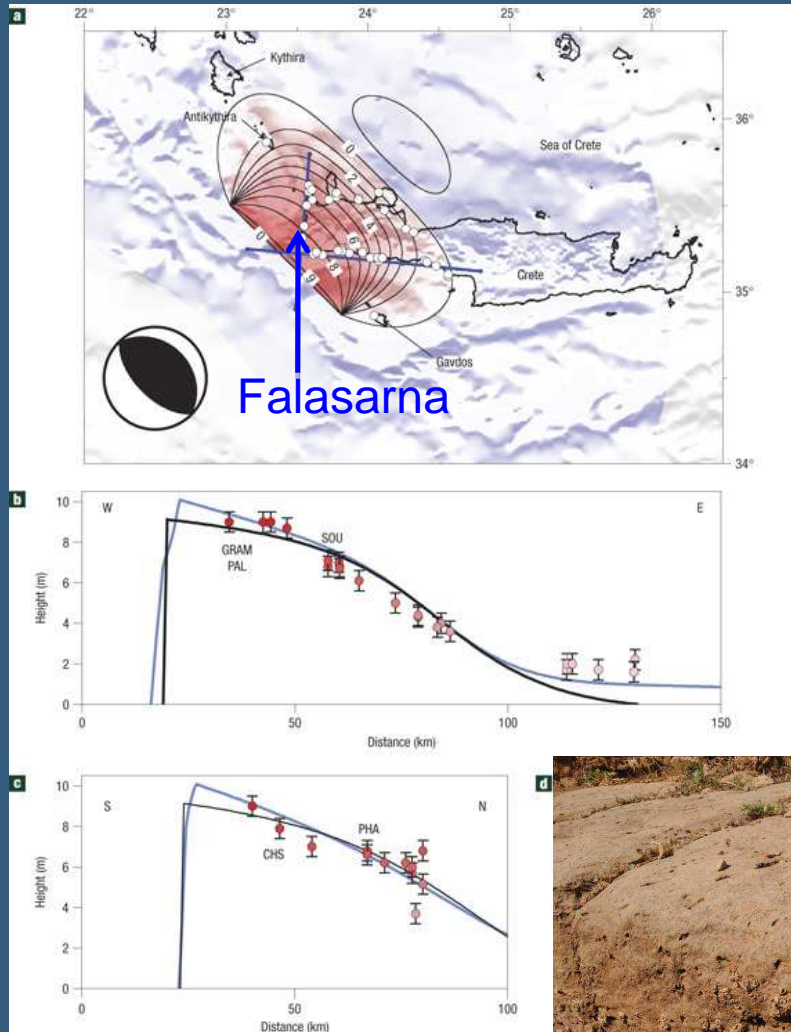 a
22° 23° 24° 25° 26°
Kythira
Antikythira
36°
Sea of Crete
0
2
4
6
8
0
9
35°
Crete
Gavdos
Falasarna
34°
b
W E
10
8
6
4
2
0
Height (m)
GRAM
PAL
SOU
0 50 100 150
Distance (km)
c
d
S N
10
8
6
4
2
0
Height (m)
CHS
PHA
0 50 100
Distance (km)